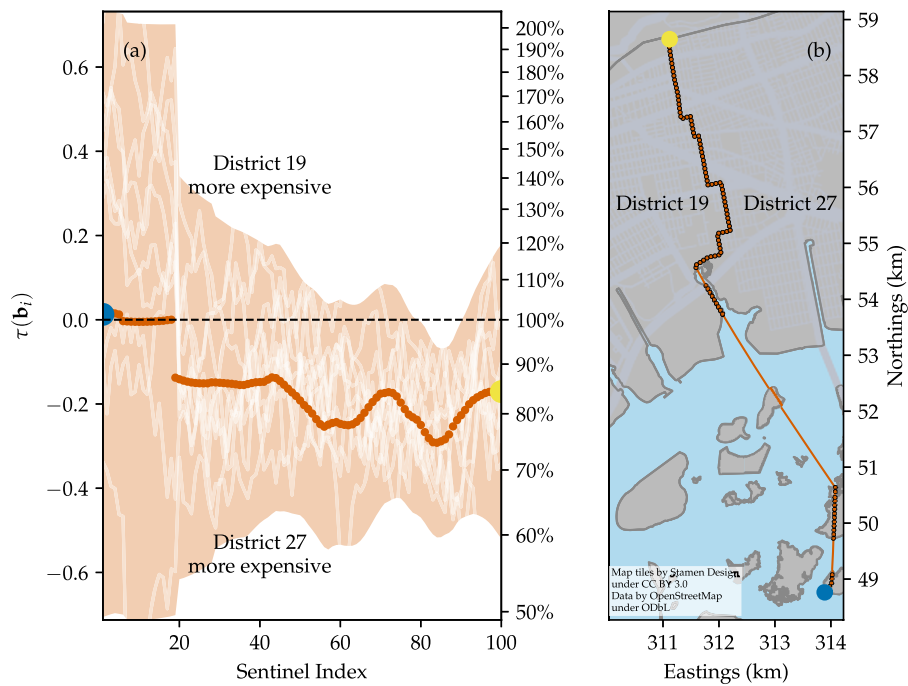 (a)
0.6
0.4
0.2
0.0
−0.2
−0.4
−0.6
τ(bᵢ)
200%
190%
180%
170%
160%
150%
140%
130%
120%
110%
100%
90%
80%
70%
60%
50%
District 19
more expensive
District 27
more expensive
20
40
60
80
100
Sentinel Index
(b)
District 19
District 27
Map tiles by Stamen Design,
under CC BY 3.0
Data by OpenStreetMap
under ODbL
59
58
57
56
55
54
53
52
51
50
49
Northings (km)
311
312
313
314
Eastings (km)